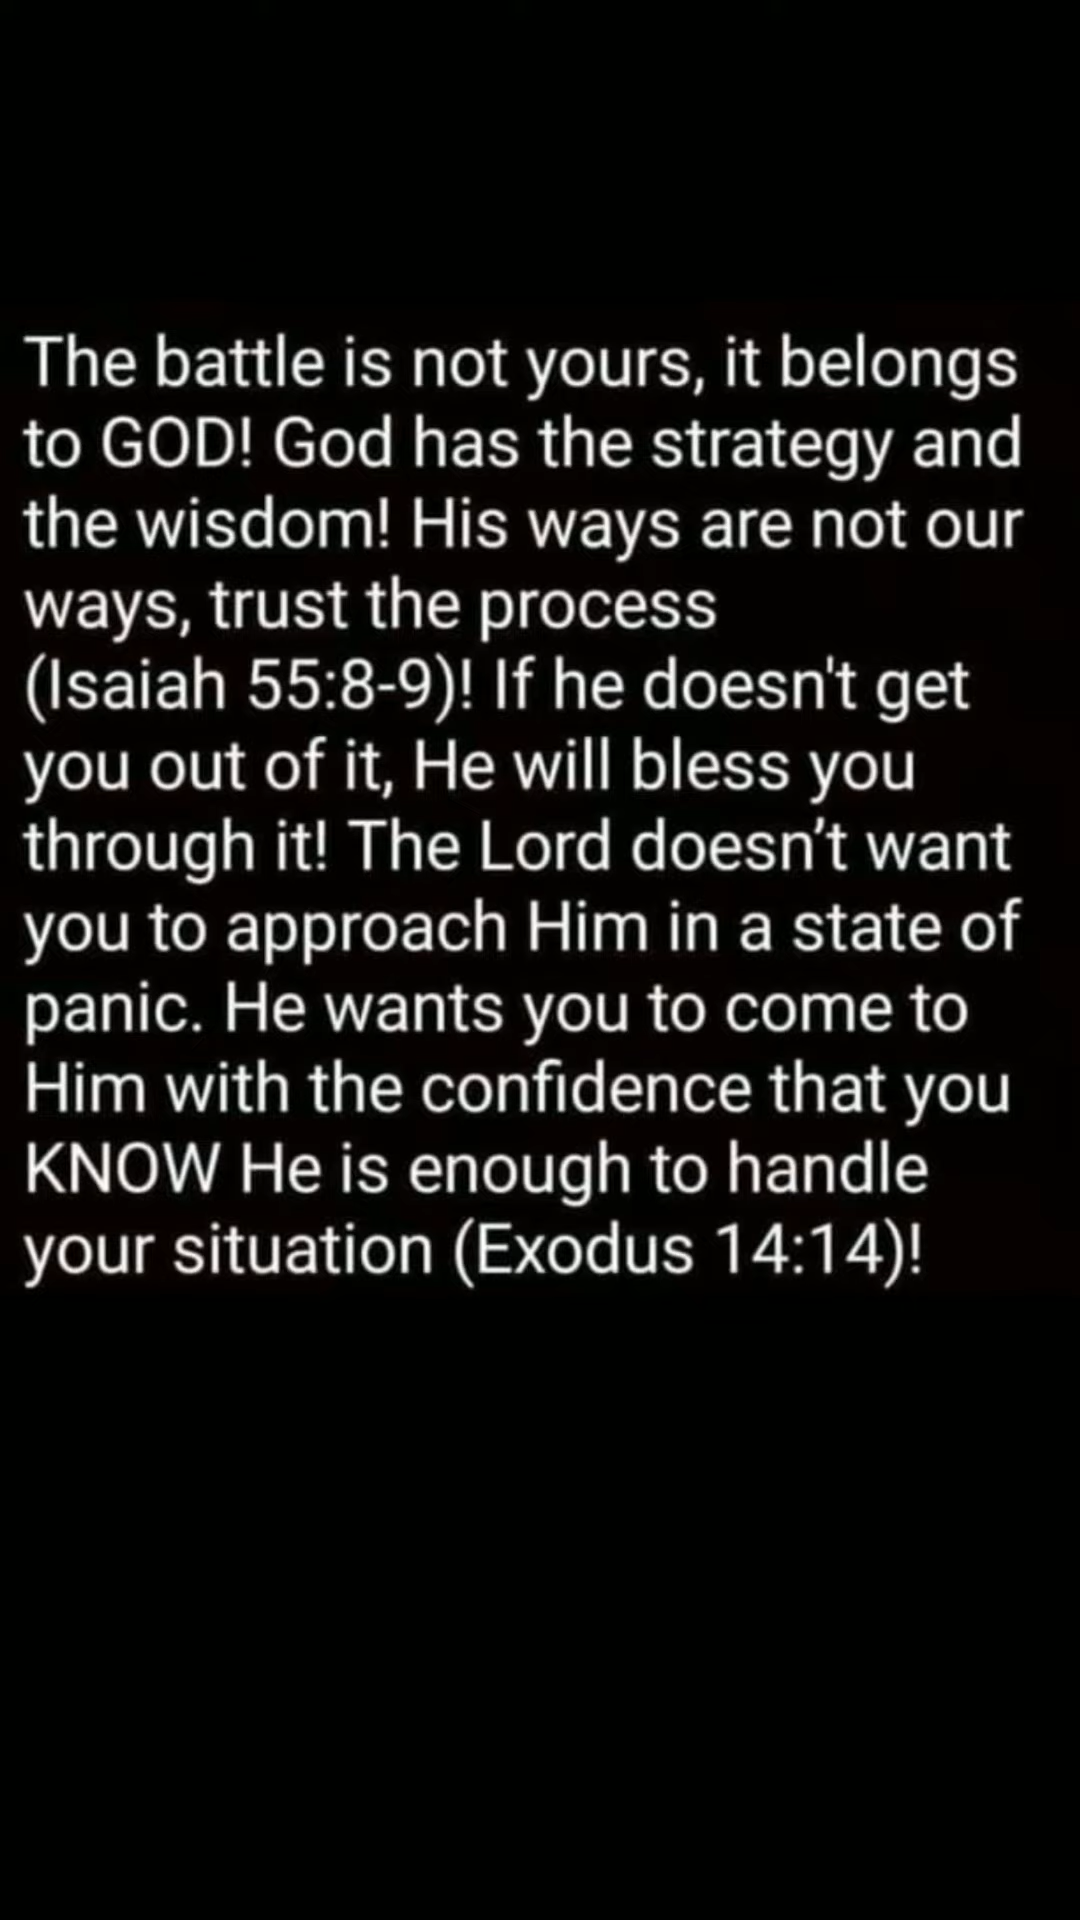 The battle is not yours, it belongs
to GOD! God has the strategy and
the wisdom! His ways are not our
ways, trust the process
(Isaiah 55:8-9)! If he doesn't get
you out of it, He will bless you
through it! The Lord doesn’t want
you to approach Him in a state of
panic. He wants you to come to
Him with the confidence that you
KNOW He is enough to handle
your situation (Exodus 14:14)!